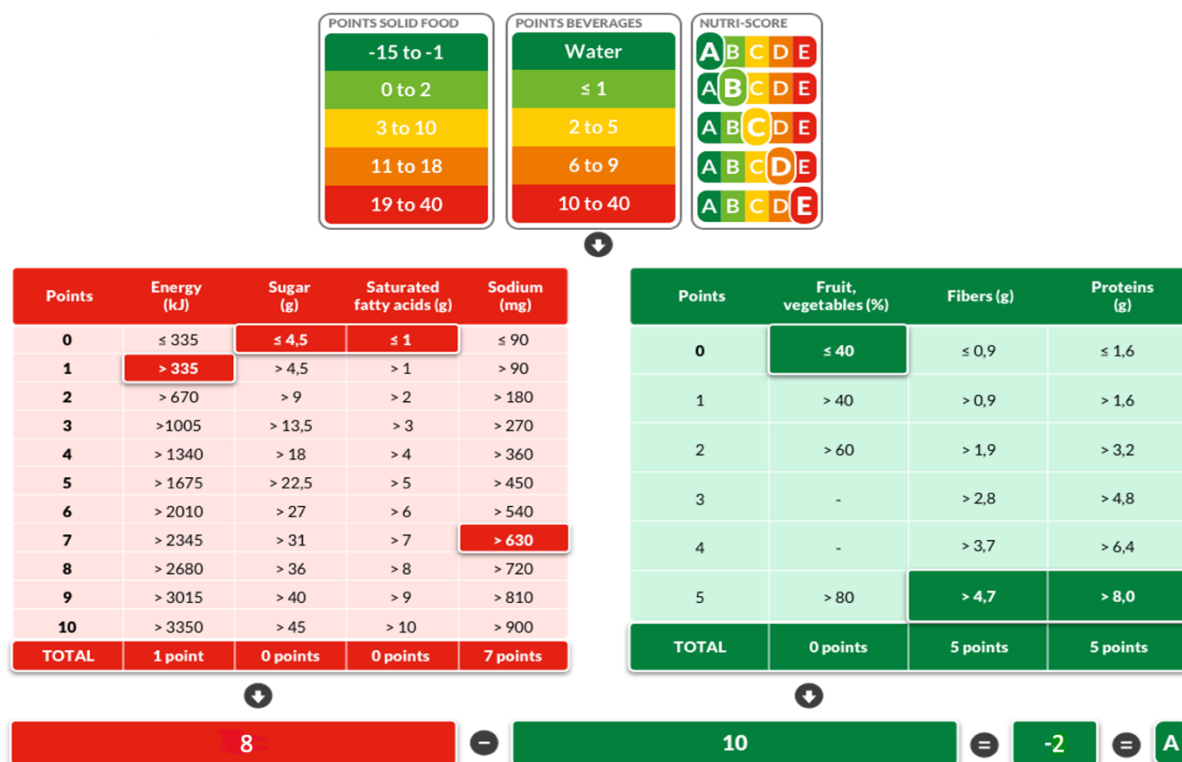 POINTS SOLID FOOD POINTS BEVERAGES NUTRI-SCORE
-15 to -1 Water A B C D E
0 to 2 ≤ 1 A B C D E
3 to 10 2 to 5 A B C D E
11 to 18 6 to 9 A B C D E
19 to 40 10 to 40 A B C D E
Points Energy (kJ) Sugar (g) Saturated fatty acids (g) Sodium (mg)
0 ≤ 335 ≤ 4,5 ≤ 1 ≤ 90
1 > 335 > 4,5 > 1 > 90
2 > 670 > 9 > 2 > 180
3 >1005 > 13,5 > 3 > 270
4 > 1340 > 18 > 4 > 360
5 > 1675 > 22,5 > 5 > 450
6 > 2010 > 27 > 6 > 540
7 > 2345 > 31 > 7 > 630
8 > 2680 > 36 > 8 > 720
9 > 3015 > 40 > 9 > 810
10 > 3350 > 45 > 10 > 900
TOTAL 1 point 0 points 0 points 7 points
Points Fruit, vegetables (%) Fibers (g) Proteins (g)
0 ≤ 40 ≤ 0,9 ≤ 1,6
1 > 40 > 0,9 > 1,6
2 > 60 > 1,9 > 3,2
3 - > 2,8 > 4,8
4 - > 3,7 > 6,4
5 > 80 > 4,7 > 8,0
TOTAL 0 points 5 points 5 points
8 − 10 = -2 = A